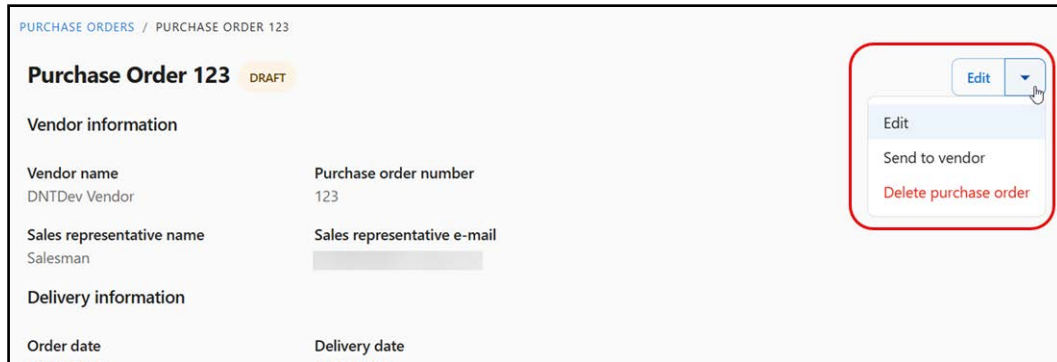 PURCHASE ORDERS / PURCHASE ORDER 123
Purchase Order 123 DRAFT
Edit
Vendor information
Edit
Send to vendor
Delete purchase order
Vendor name Purchase order number
DNTDev Vendor 123
Sales representative name Sales representative e-mail
Salesman
Delivery information
Order date Delivery date